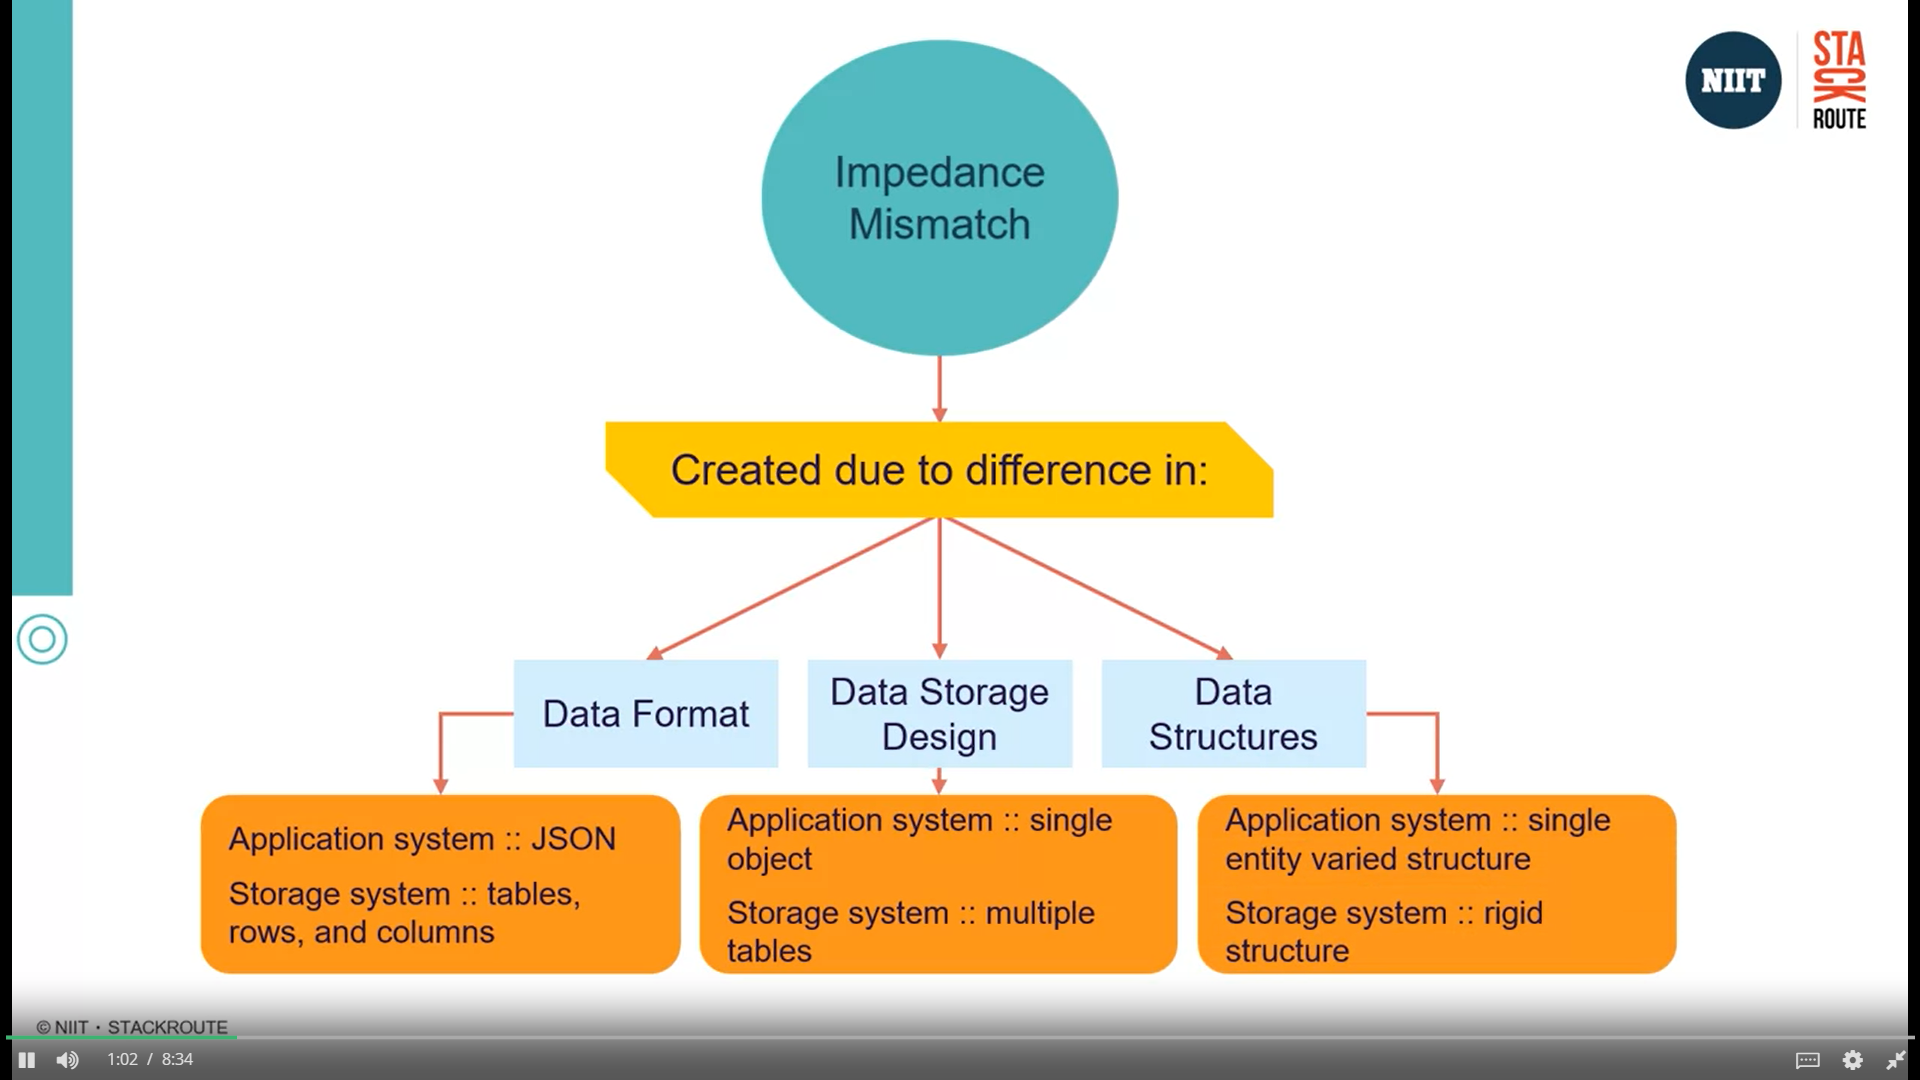 NIIT
STA
CK
ROUTE
Impedance
Mismatch
Created due to difference in:
Data Format
Data Storage
Design
Data
Structures
Application system :: JSON
Storage system :: tables,
rows, and columns
Application system :: single
object
Storage system :: multiple
tables
Application system :: single
entity varied structure
Storage system :: rigid
structure
© NIIT · STACKROUTE
1:02 / 8:34